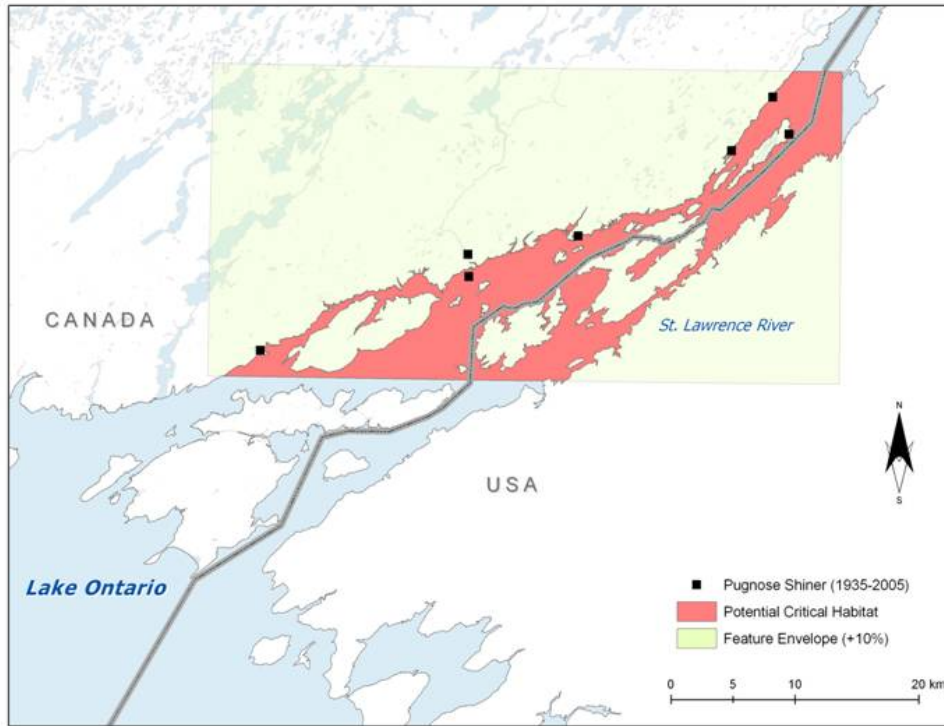 CANADA
St. Lawrence River
N
S
USA
Lake Ontario
Pugnose Shiner (1935-2005)
Potential Critical Habitat
Feature Envelope (+10%)
0 5 10 20 km